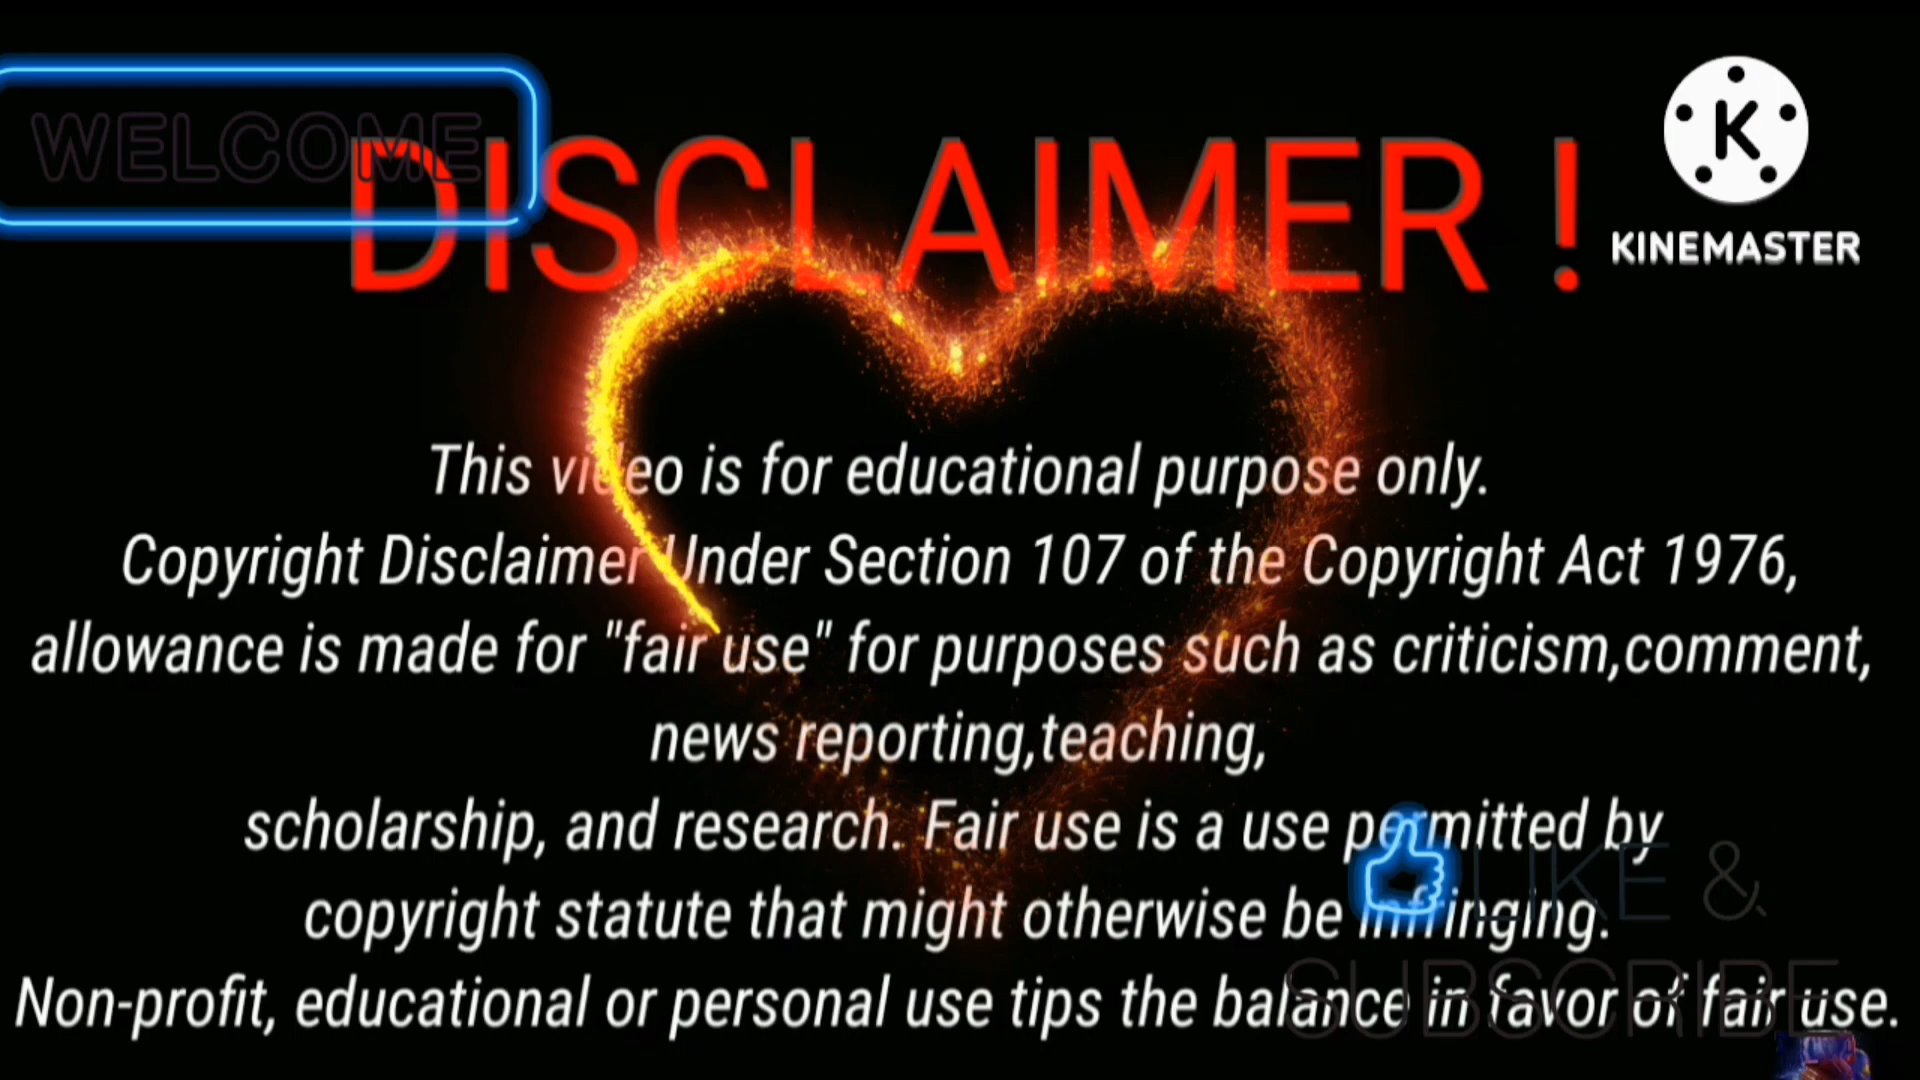 WELCOME
DISCLAIMER !
K
KINEMASTER
This video is for educational purpose only.
Copyright Disclaimer Under Section 107 of the Copyright Act 1976,
allowance is made for "fair use" for purposes such as criticism,comment,
news reporting,teaching,
scholarship, and research. Fair use is a use permitted by
copyright statute that might otherwise be infringing.
Non-profit, educational or personal use tips the balance in favor of fair use.
LIKE &
SUBSCRIBE